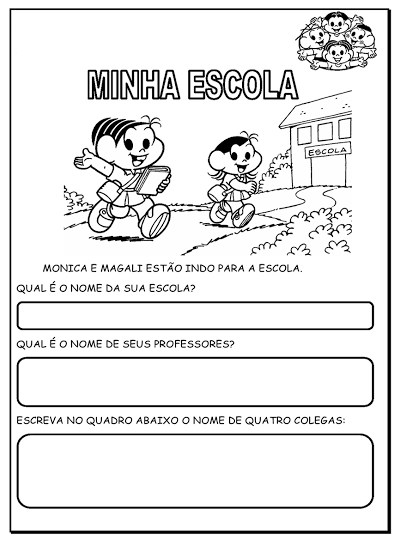 MINHA ESCOLA
ESCOLA
MONICA E MAGALI ESTÃO INDO PARA A ESCOLA.
QUAL É O NOME DA SUA ESCOLA?
QUAL É O NOME DE SEUS PROFESSORES?
ESCREVA NO QUADRO ABAIXO O NOME DE QUATRO COLEGAS: